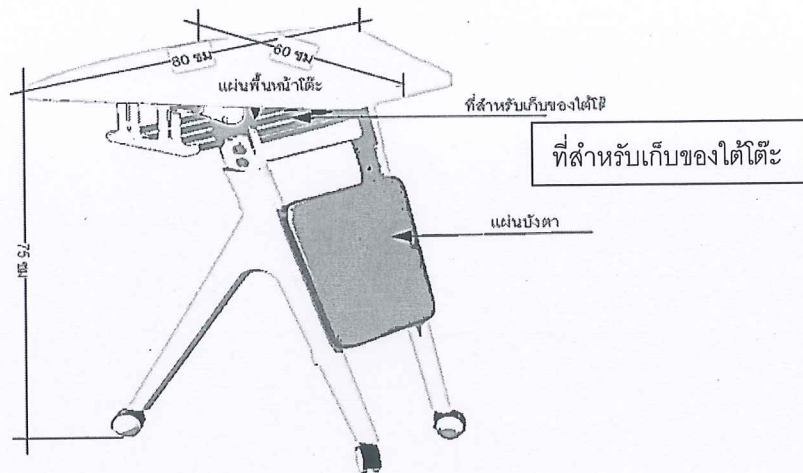 80 ซม
60 ซม
แผ่นพื้นหน้าโต๊ะ
ที่สำหรับเก็บของใต้โต๊ะ
ที่สำหรับเก็บของใต้โต๊ะ
แผ่นบังตา
75 ซม